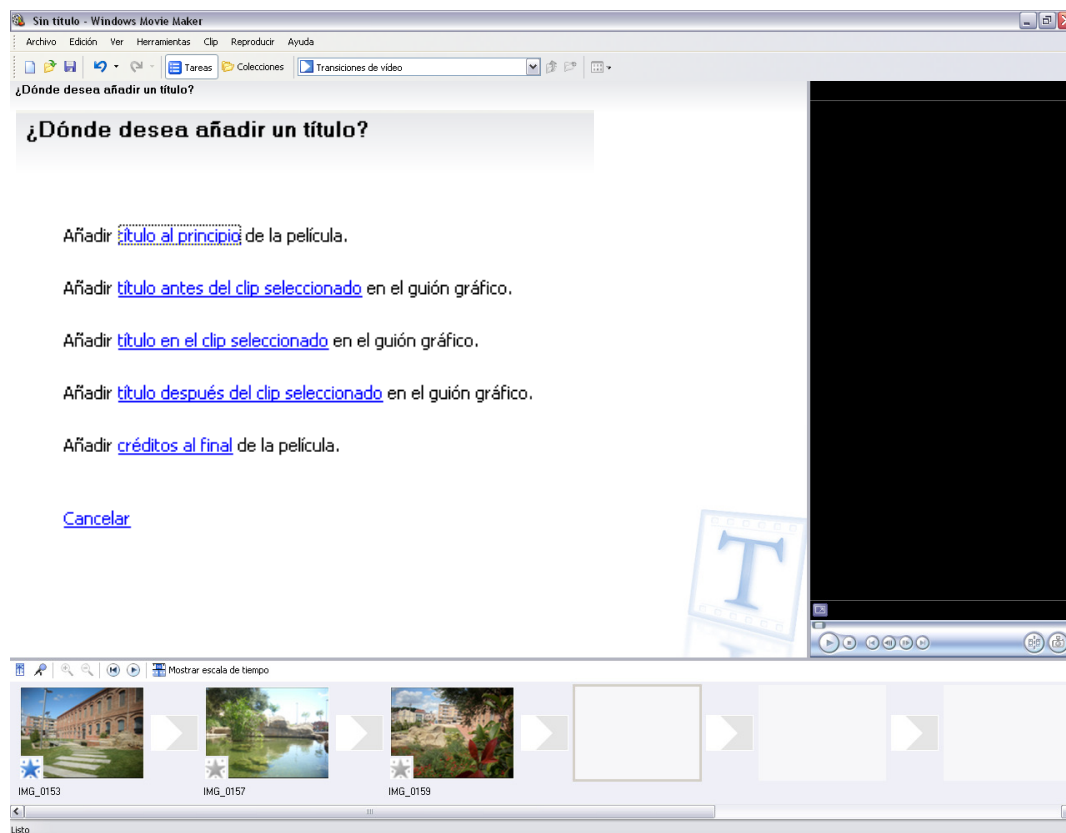 Sin título - Windows Movie Maker
Archivo Edición Ver Herramientas Clip Reproducir Ayuda
Tareas Colecciones Transiciones de vídeo
¿Dónde desea añadir un título?
¿Dónde desea añadir un título?
Añadir título al principio de la película.
Añadir título antes del clip seleccionado en el guión gráfico.
Añadir título en el clip seleccionado en el guión gráfico.
Añadir título después del clip seleccionado en el guión gráfico.
Añadir créditos al final de la película.
Cancelar
T
Mostrar escala de tiempo
IMG_0153 IMG_0157 IMG_0159
Listo